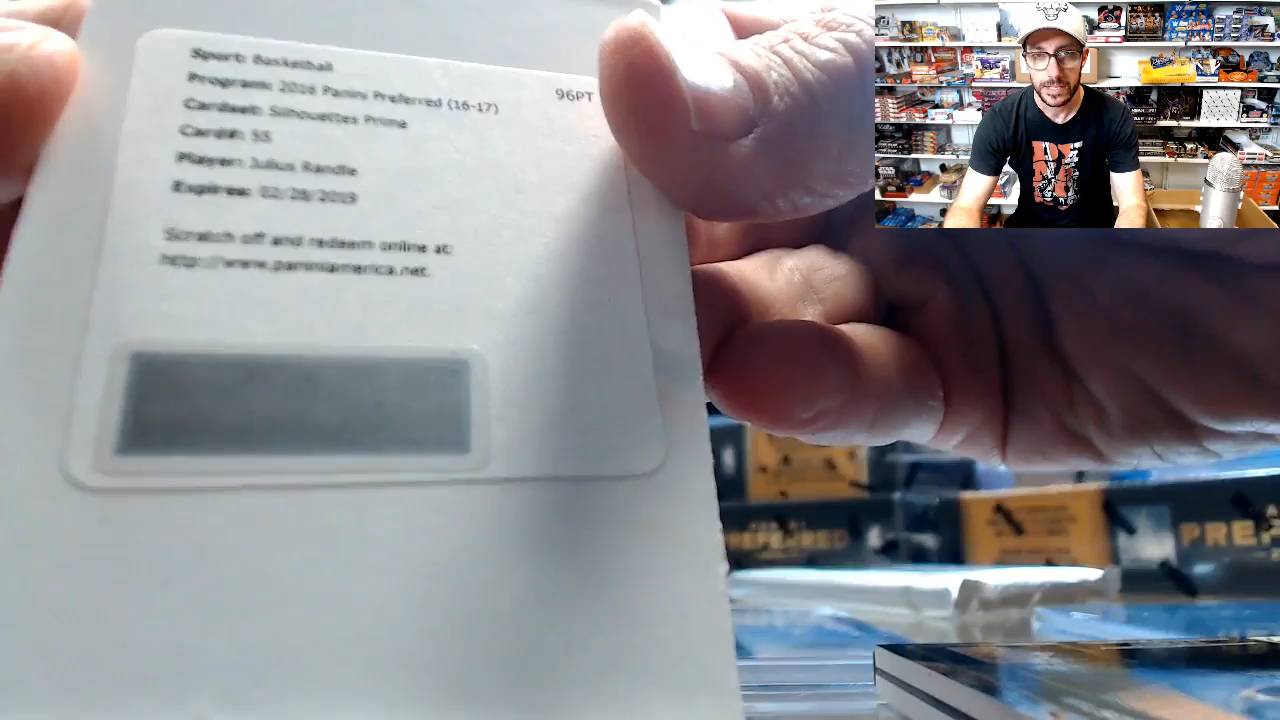 Sport: Basketball
Program: 2016 Panini Preferred (16-17)
96PT
Cardset: Silhouettes Prime
Card#: 55
Player: Julius Randle
Expires: 02/28/2019
Scratch off and redeem online at:
http://www.paniniamerica.net.
PREFERRED
PREF